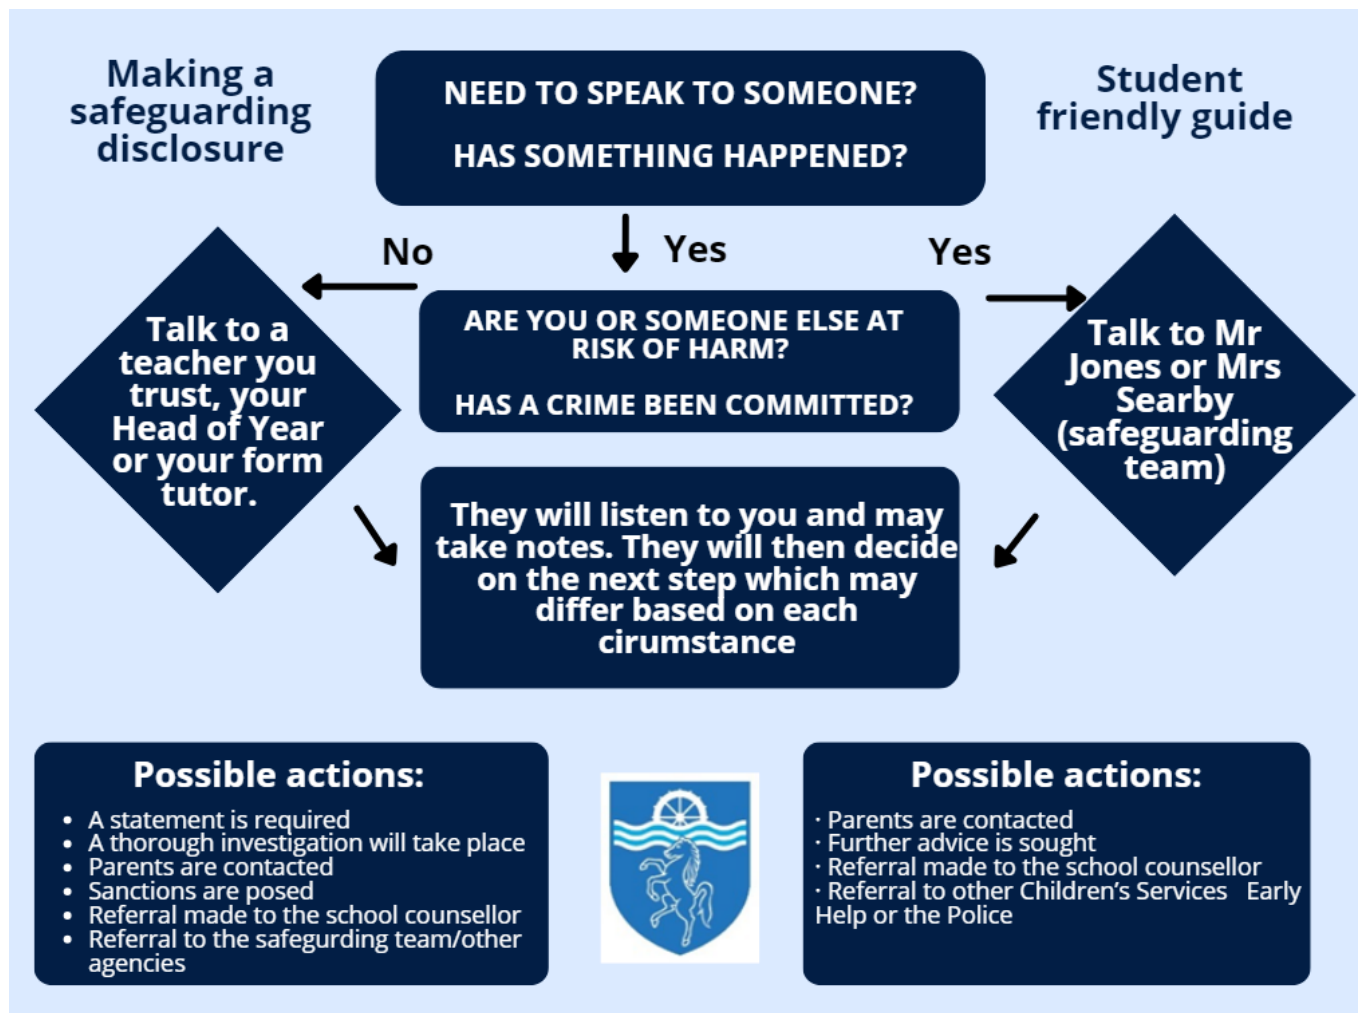 Making a
safeguarding
disclosure
NEED TO SPEAK TO SOMEONE?
HAS SOMETHING HAPPENED?
Student
friendly guide
No
Yes
Yes
Talk to a
teacher you
trust, your
Head of Year
or your form
tutor.
ARE YOU OR SOMEONE ELSE AT
RISK OF HARM?
HAS A CRIME BEEN COMMITTED?
Talk to Mr
Jones or Mrs
Searby
(safeguarding
team)
They will listen to you and may
take notes. They will then decide
on the next step which may
differ based on each
cirumstance
Possible actions:
• A statement is required
• A thorough investigation will take place
• Parents are contacted
• Sanctions are posed
• Referral made to the school counsellor
• Referral to the safegurding team/other
agencies
Possible actions:
· Parents are contacted
· Further advice is sought
· Referral made to the school counsellor
· Referral to other Children’s Services   Early
Help or the Police